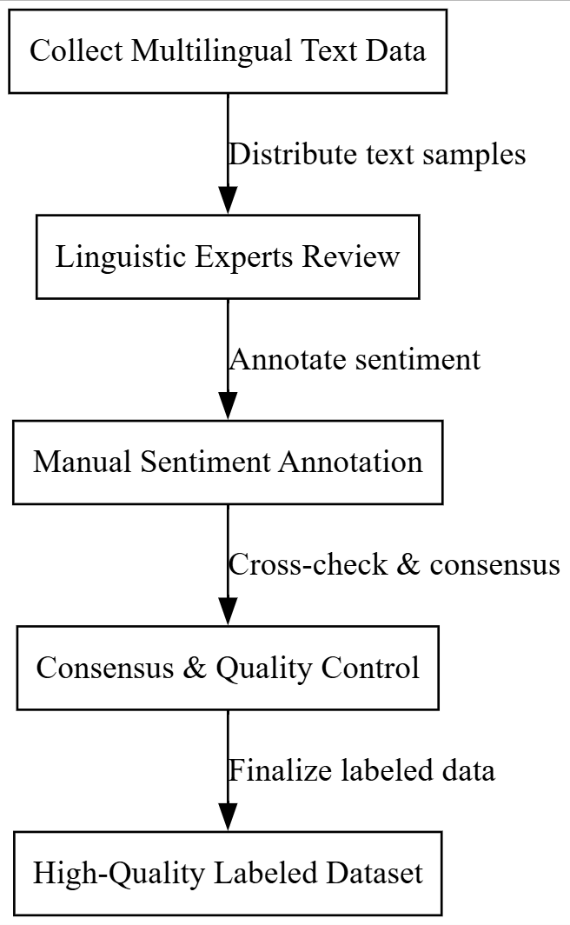 Collect Multilingual Text Data
Distribute text samples
Linguistic Experts Review
Annotate sentiment
Manual Sentiment Annotation
Cross-check & consensus
Consensus & Quality Control
Finalize labeled data
High-Quality Labeled Dataset